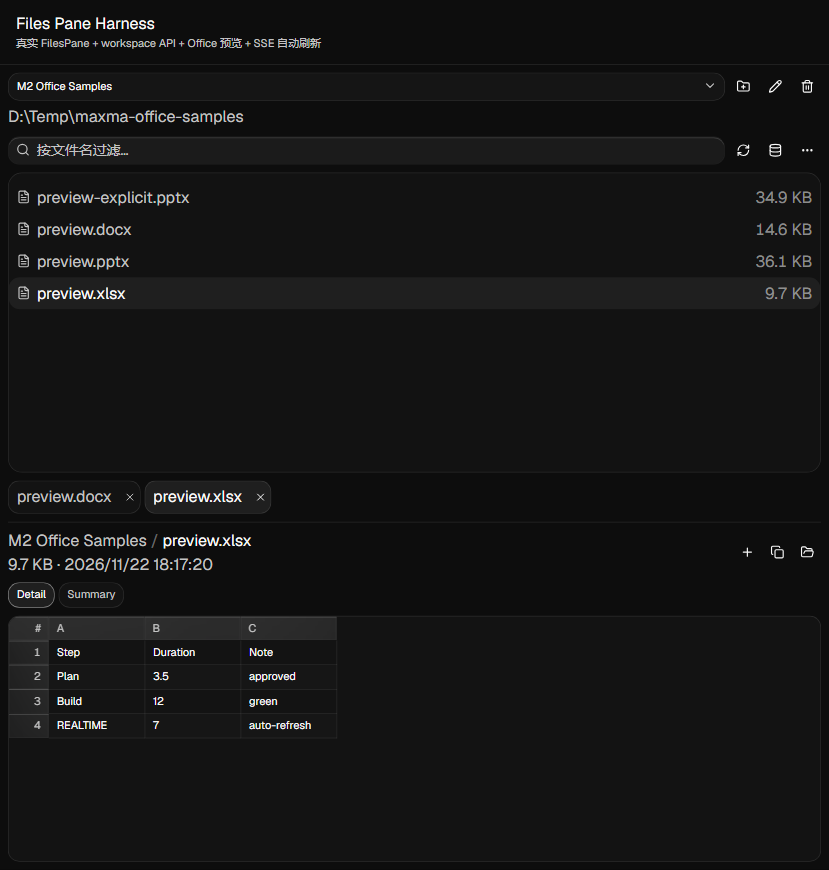 Files Pane Harness
真实 FilesPane + workspace API + Office 预览 + SSE 自动刷新
M2 Office Samples
D:\Temp\maxma-office-samples
按文件名过滤...
preview-explicit.pptx 34.9 KB
preview.docx 14.6 KB
preview.pptx 36.1 KB
preview.xlsx 9.7 KB
preview.docx × preview.xlsx ×
M2 Office Samples / preview.xlsx
9.7 KB · 2026/11/22 18:17:20
Detail Summary
# A B C
1 Step Duration Note
2 Plan 3.5 approved
3 Build 12 green
4 REALTIME 7 auto-refresh